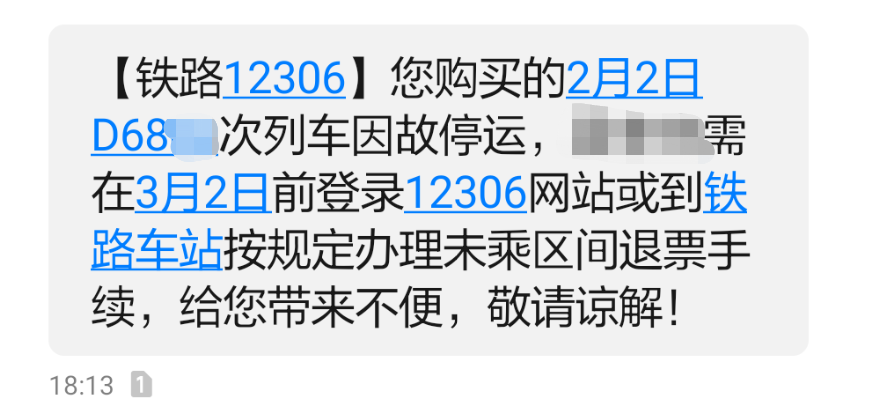 【铁路12306】您购买的2月2日
D68次列车因故停运，需
在3月2日前登录12306网站或到铁
路车站按规定办理未乘区间退票手
续，给您带来不便，敬请谅解！
18:13 1